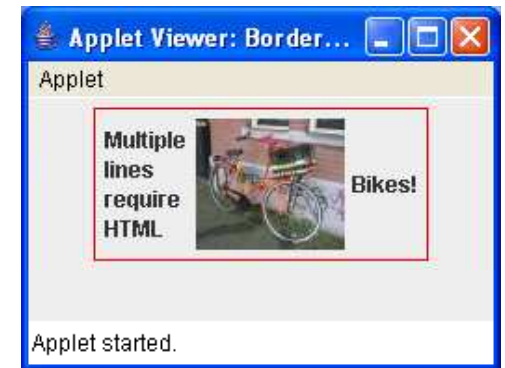 Applet Viewer: Border...
Applet
Multiple
lines
require
HTML
Bikes!
Applet started.